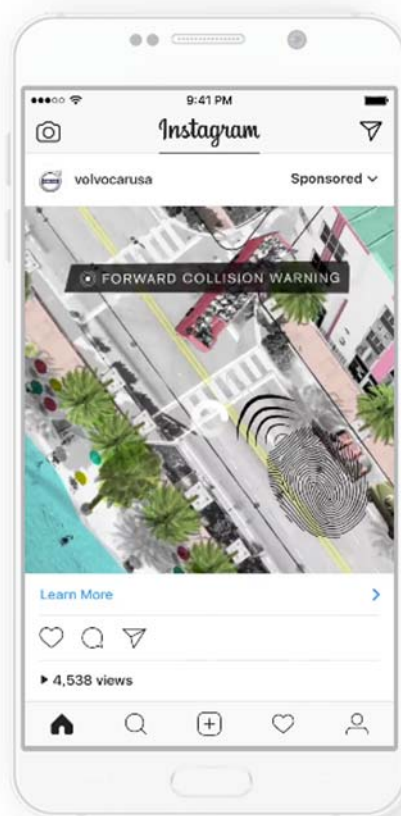 9:41 PM
Instagram
volvocarusa
Sponsored
FORWARD COLLISION WARNING
Learn More
4,538 views